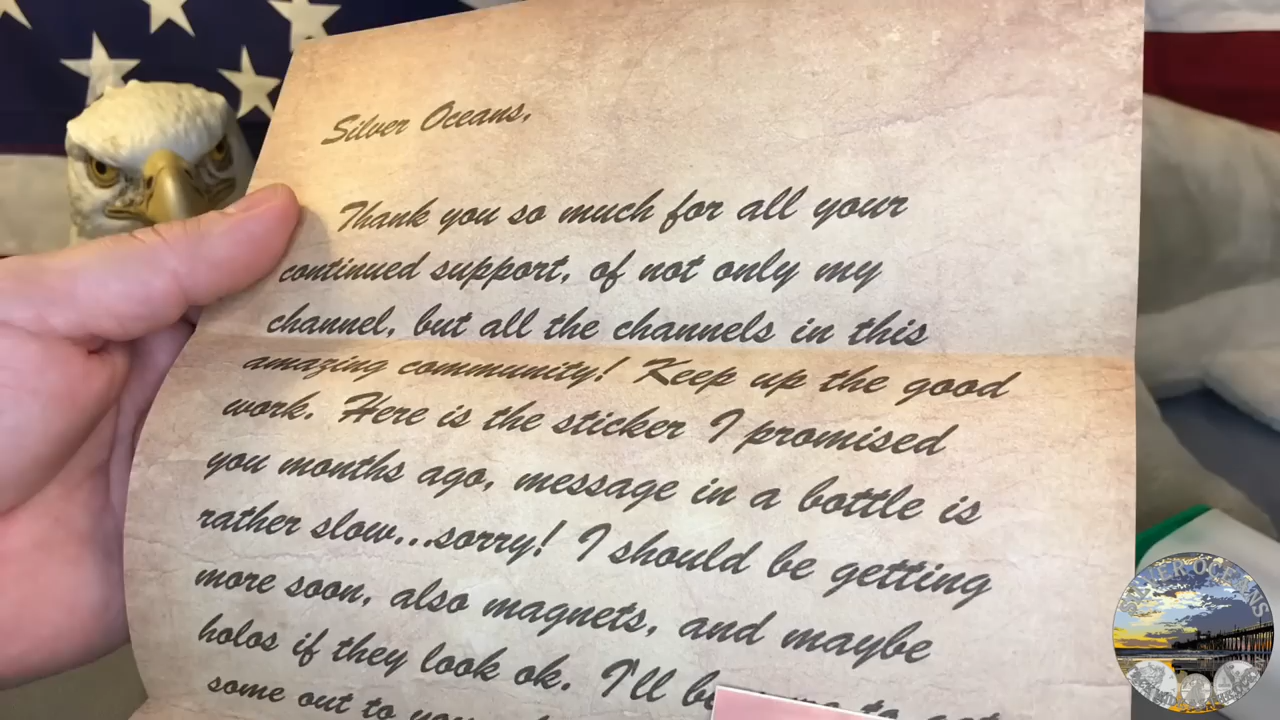 Silver Oceans,
Thank you so much for all your
continued support, of not only my
channel, but all the channels in this
amazing community! Keep up the good
work. Here is the sticker I promised
you months ago, message in a bottle is
rather slow...sorry! I should be getting
more soon, also magnets, and maybe
holos if they look ok. I'll be
some out to
SILVER OCEANS